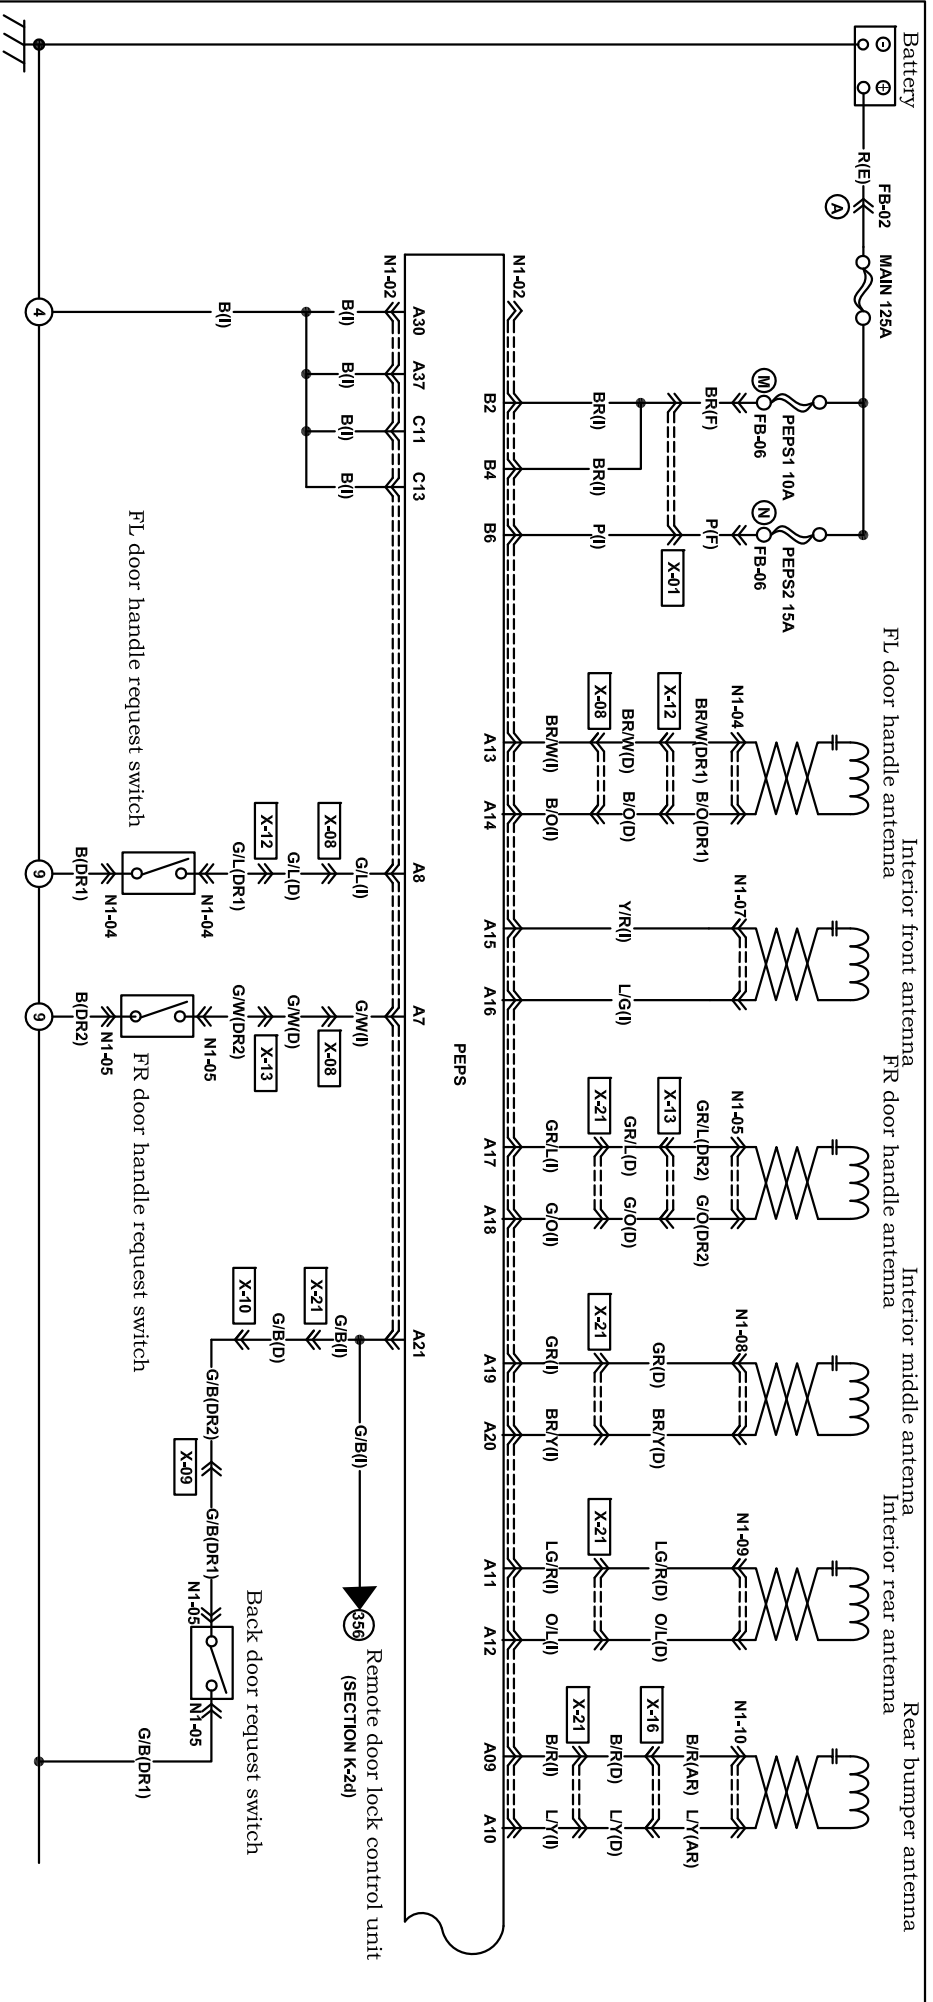 Battery
R(E)
FB-02
A
MAIN 125A
M
FB-06
PEPS1 10A
N
FB-06
PEPS2 15A
BR(F)
P(F)
X-01
BR(I)
BR(I)
P(I)
N1-02
B2
B4
B6
FL door handle antenna
N1-04
BR/W(DR1)
B/O(DR1)
X-12
BR/W(D)
B/O(D)
X-08
BR/W(I)
B/O(I)
A13
A14
Interior front antenna
N1-07
Y/R(I)
L/G(I)
A15
A16
FR door handle antenna
N1-05
GR/L(DR2)
G/O(DR2)
X-13
GR/L(D)
G/O(D)
X-21
GR/L(I)
G/O(I)
A17
A18
Interior middle antenna
N1-08
GR(D)
BR/Y(D)
X-21
GR(I)
BR/Y(I)
A19
A20
Interior rear antenna
N1-09
LG/R(D)
O/L(D)
X-21
LG/R(I)
O/L(I)
A11
A12
Rear bumper antenna
N1-10
B/R(AR)
L/Y(AR)
X-16
B/R(D)
L/Y(D)
X-21
B/R(I)
L/Y(I)
A09
A10
PEPS
N1-02
A30
A37
C11
C13
B(I)
B(I)
B(I)
B(I)
B(I)
4
A8
G/L(I)
X-08
G/L(D)
X-12
G/L(DR1)
N1-04
N1-04
B(DR1)
9
FL door handle request switch
A7
G/W(I)
X-08
G/W(D)
X-13
G/W(DR2)
N1-05
N1-05
B(DR2)
9
FR door handle request switch
A21
G/B(I)
G/B(I)
X-21
G/B(D)
X-10
G/B(DR2)
X-09
G/B(DR1)
N1-05
N1-05
G/B(DR1)
Back door request switch
356
Remote door lock control unit
(SECTION K-2d)